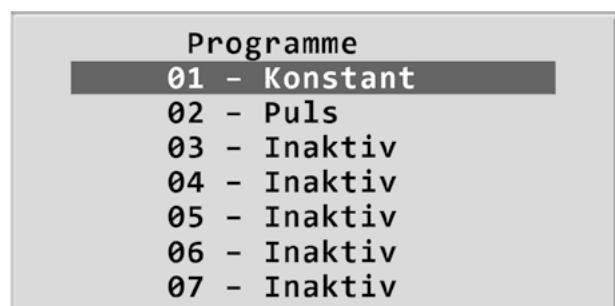 Programme
01 – Konstant
02 – Puls
03 – Inaktiv
04 – Inaktiv
05 – Inaktiv
06 – Inaktiv
07 – Inaktiv